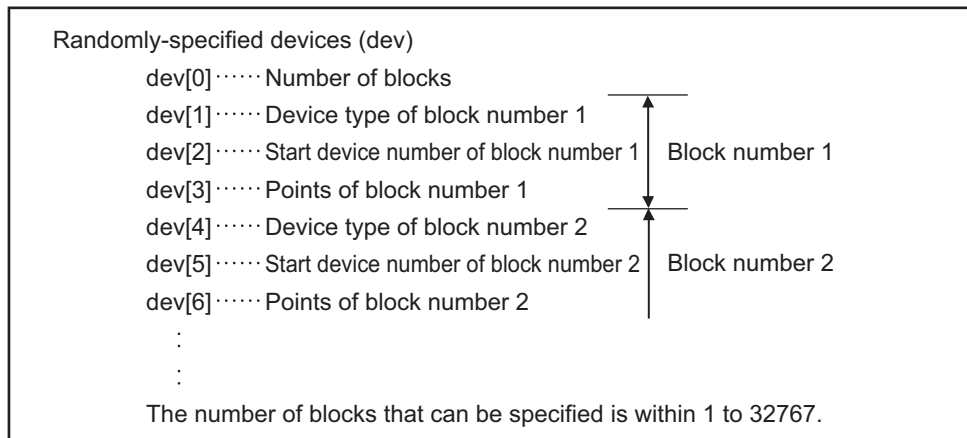 Randomly-specified devices (dev)
dev[0] ······ Number of blocks
dev[1] ······ Device type of block number 1
dev[2] ······ Start device number of block number 1 Block number 1
dev[3] ······ Points of block number 1
dev[4] ······ Device type of block number 2
dev[5] ······ Start device number of block number 2 Block number 2
dev[6] ······ Points of block number 2
:
:
The number of blocks that can be specified is within 1 to 32767.